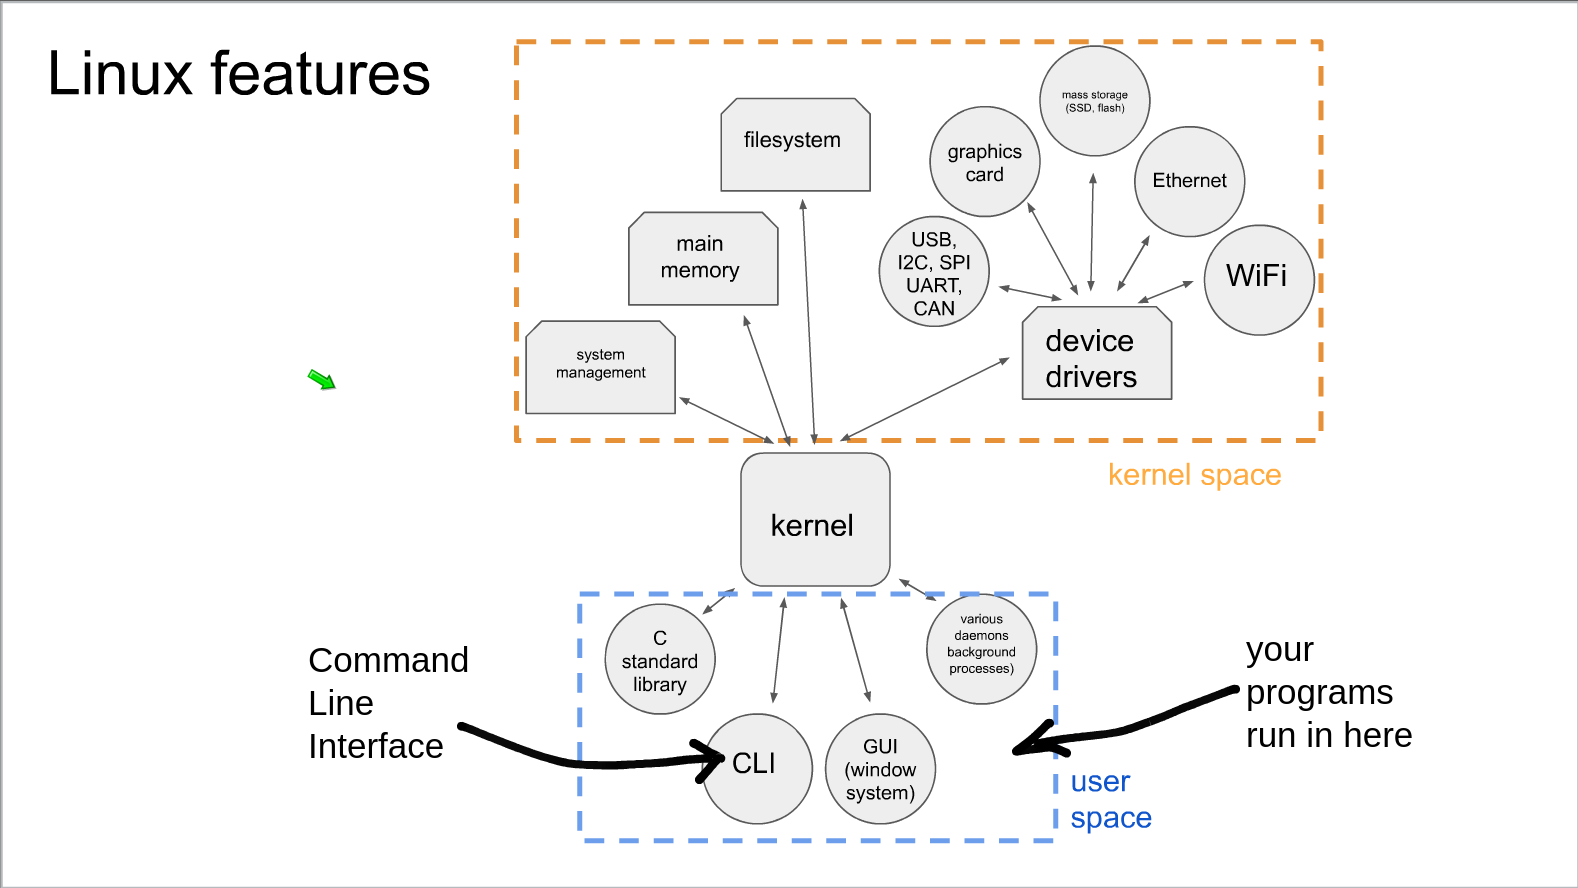 Linux features
filesystem
main
memory
system
management
mass storage
(SSD, flash)
graphics
card
Ethernet
USB,
I2C, SPI
UART,
CAN
WiFi
device
drivers
kernel space
kernel
C
standard
library
various
daemons
background
processes)
CLI
GUI
(window
system)
user
space
Command
Line
Interface
your
programs
run in here